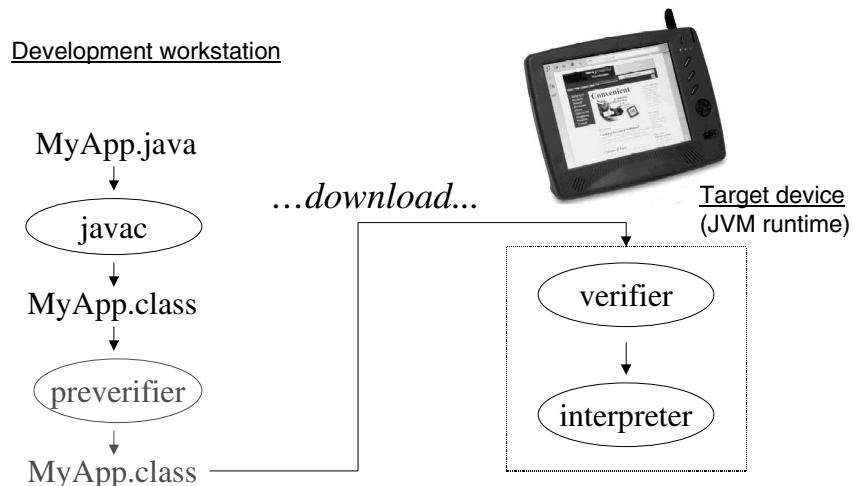 Development workstation
MyApp.java
javac
MyApp.class
preverifier
MyApp.class
...download...
Convenient
Target device
(JVM runtime)
verifier
interpreter